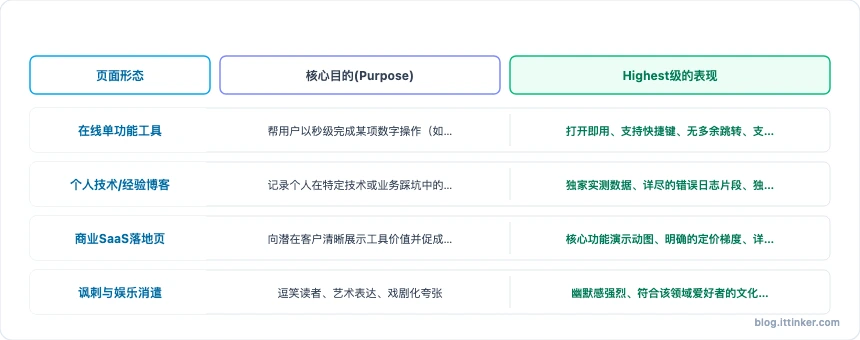 页面形态
核心目的(Purpose)
Highest级的表现
在线单功能工具
帮用户以秒级完成某项数字操作（如...
打开即用、支持快捷键、无多余跳转、支...
个人技术/经验博客
记录个人在特定技术或业务踩坑中的...
独家实测数据、详尽的错误日志片段、独...
商业SaaS落地页
向潜在客户清晰展示工具价值并促成...
核心功能演示动图、明确的定价梯度、详...
讽刺与娱乐消遣
逗笑读者、艺术表达、戏剧化夸张
幽默感强烈、符合该领域爱好者的文化...
blog.ittinker.com